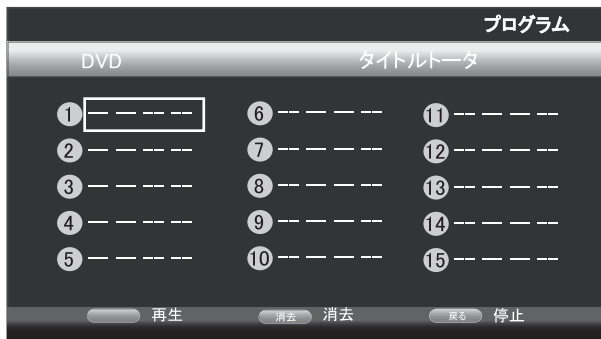 プログラム
DVD タイトルトータ
1 -- -- -- -- 6 -- -- -- -- 11 -- -- -- --
2 -- -- -- -- 7 -- -- -- -- 12 -- -- -- --
3 -- -- -- -- 8 -- -- -- -- 13 -- -- -- --
4 -- -- -- -- 9 -- -- -- -- 14 -- -- -- --
5 -- -- -- -- 10 -- -- -- -- 15 -- -- -- --
再生 消去 消去 戻る 停止